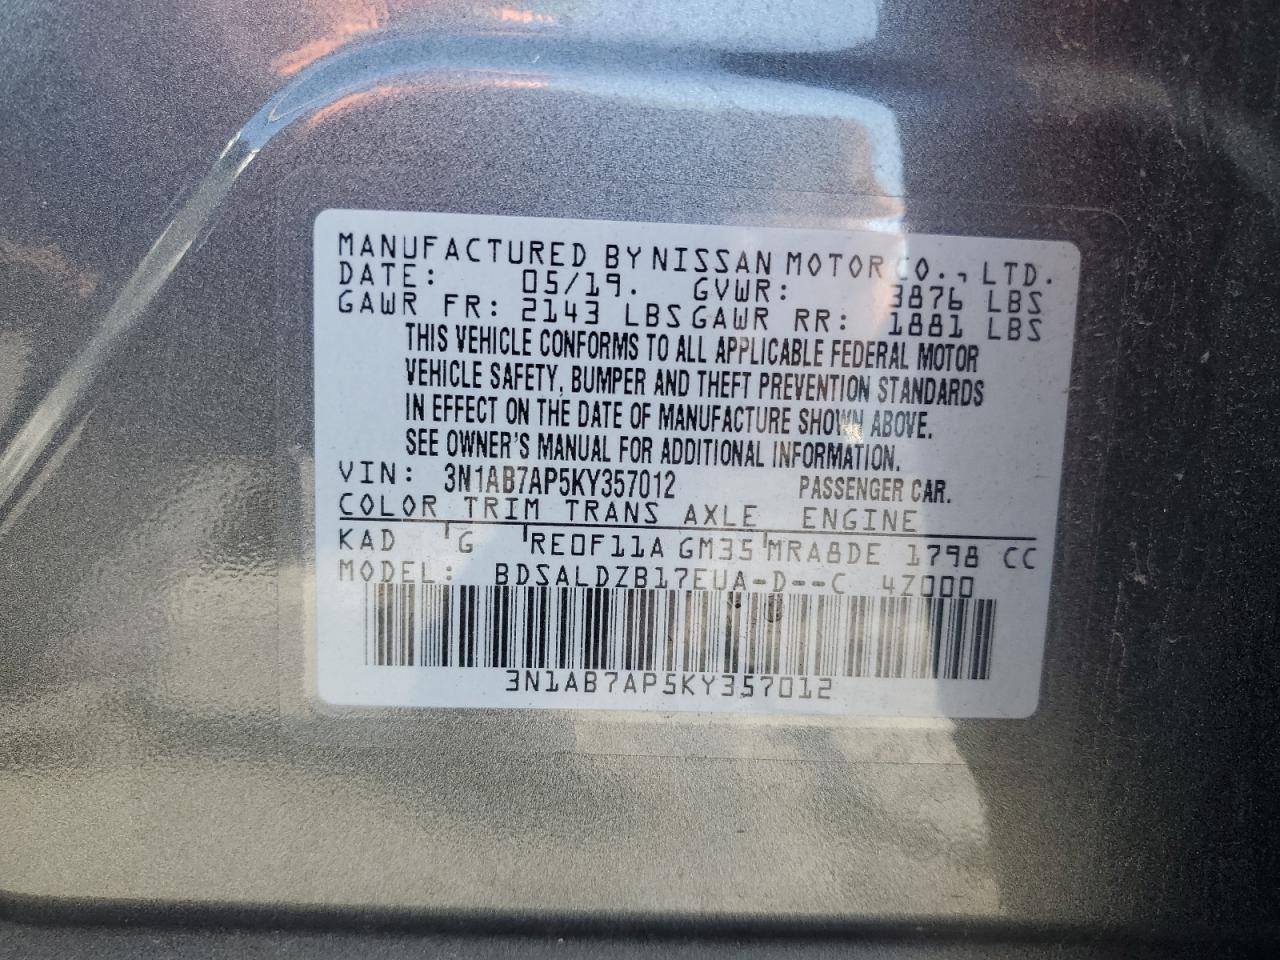 MANUFACTURED BY NISSAN MOTOR CO., LTD.
DATE: 05/19. GVWR: 3876 LBS
GAWR FR: 2143 LBS GAWR RR: 1881 LBS
THIS VEHICLE CONFORMS TO ALL APPLICABLE FEDERAL MOTOR
VEHICLE SAFETY, BUMPER AND THEFT PREVENTION STANDARDS
IN EFFECT ON THE DATE OF MANUFACTURE SHOWN ABOVE.
SEE OWNER'S MANUAL FOR ADDITIONAL INFORMATION.
VIN: 3N1AB7AP5KY357012 PASSENGER CAR.
COLOR TRIM TRANS AXLE ENGINE
KAD G RE0F11A GM35 MRA8DE 1798 CC
MODEL: BDSALDZB17EUA-D--C 4Z000
3N1AB7AP5KY357012